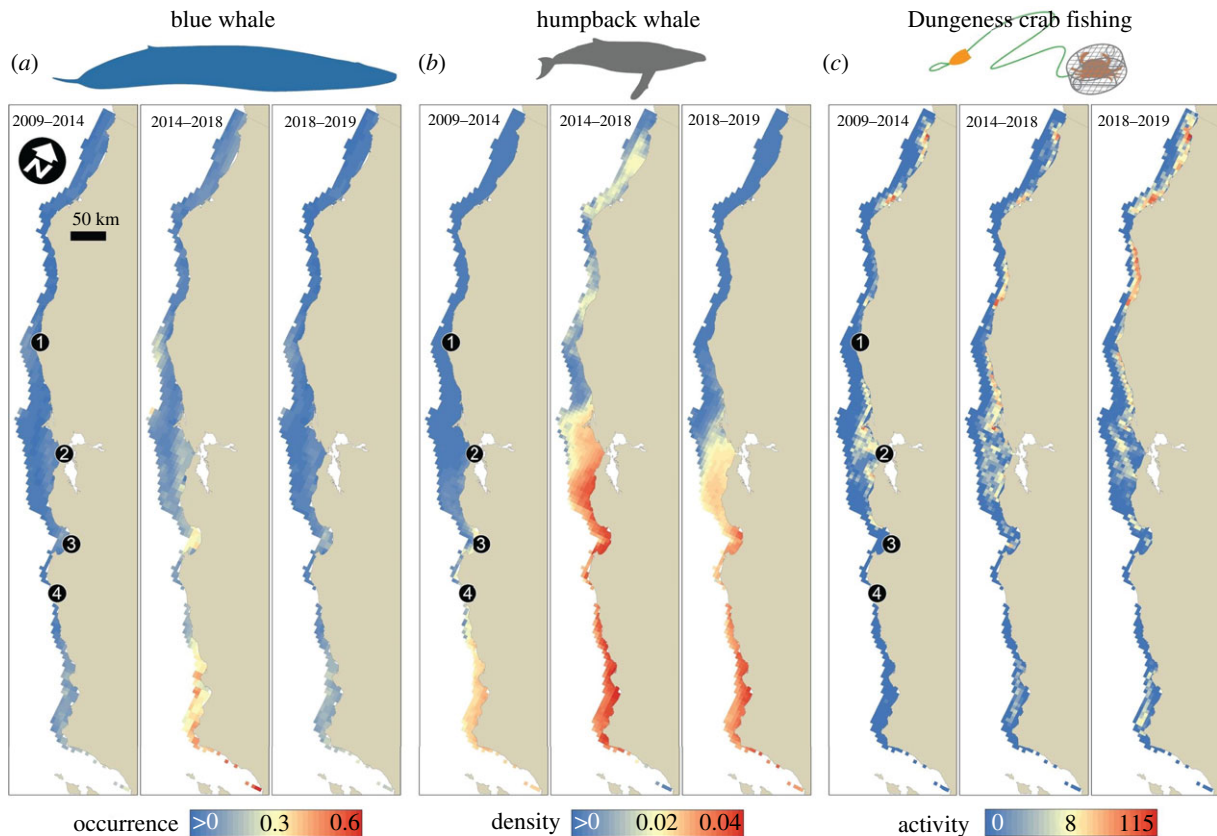 blue whale
humpback whale
Dungeness crab fishing
(a)
(b)
(c)
2009–2014
2014–2018
2018–2019
2009–2014
2014–2018
2018–2019
2009–2014
2014–2018
2018–2019
N
50 km
1
1
1
2
2
2
3
3
3
4
4
4
occurrence >0 0.3 0.6
density >0 0.02 0.04
activity 0 8 115